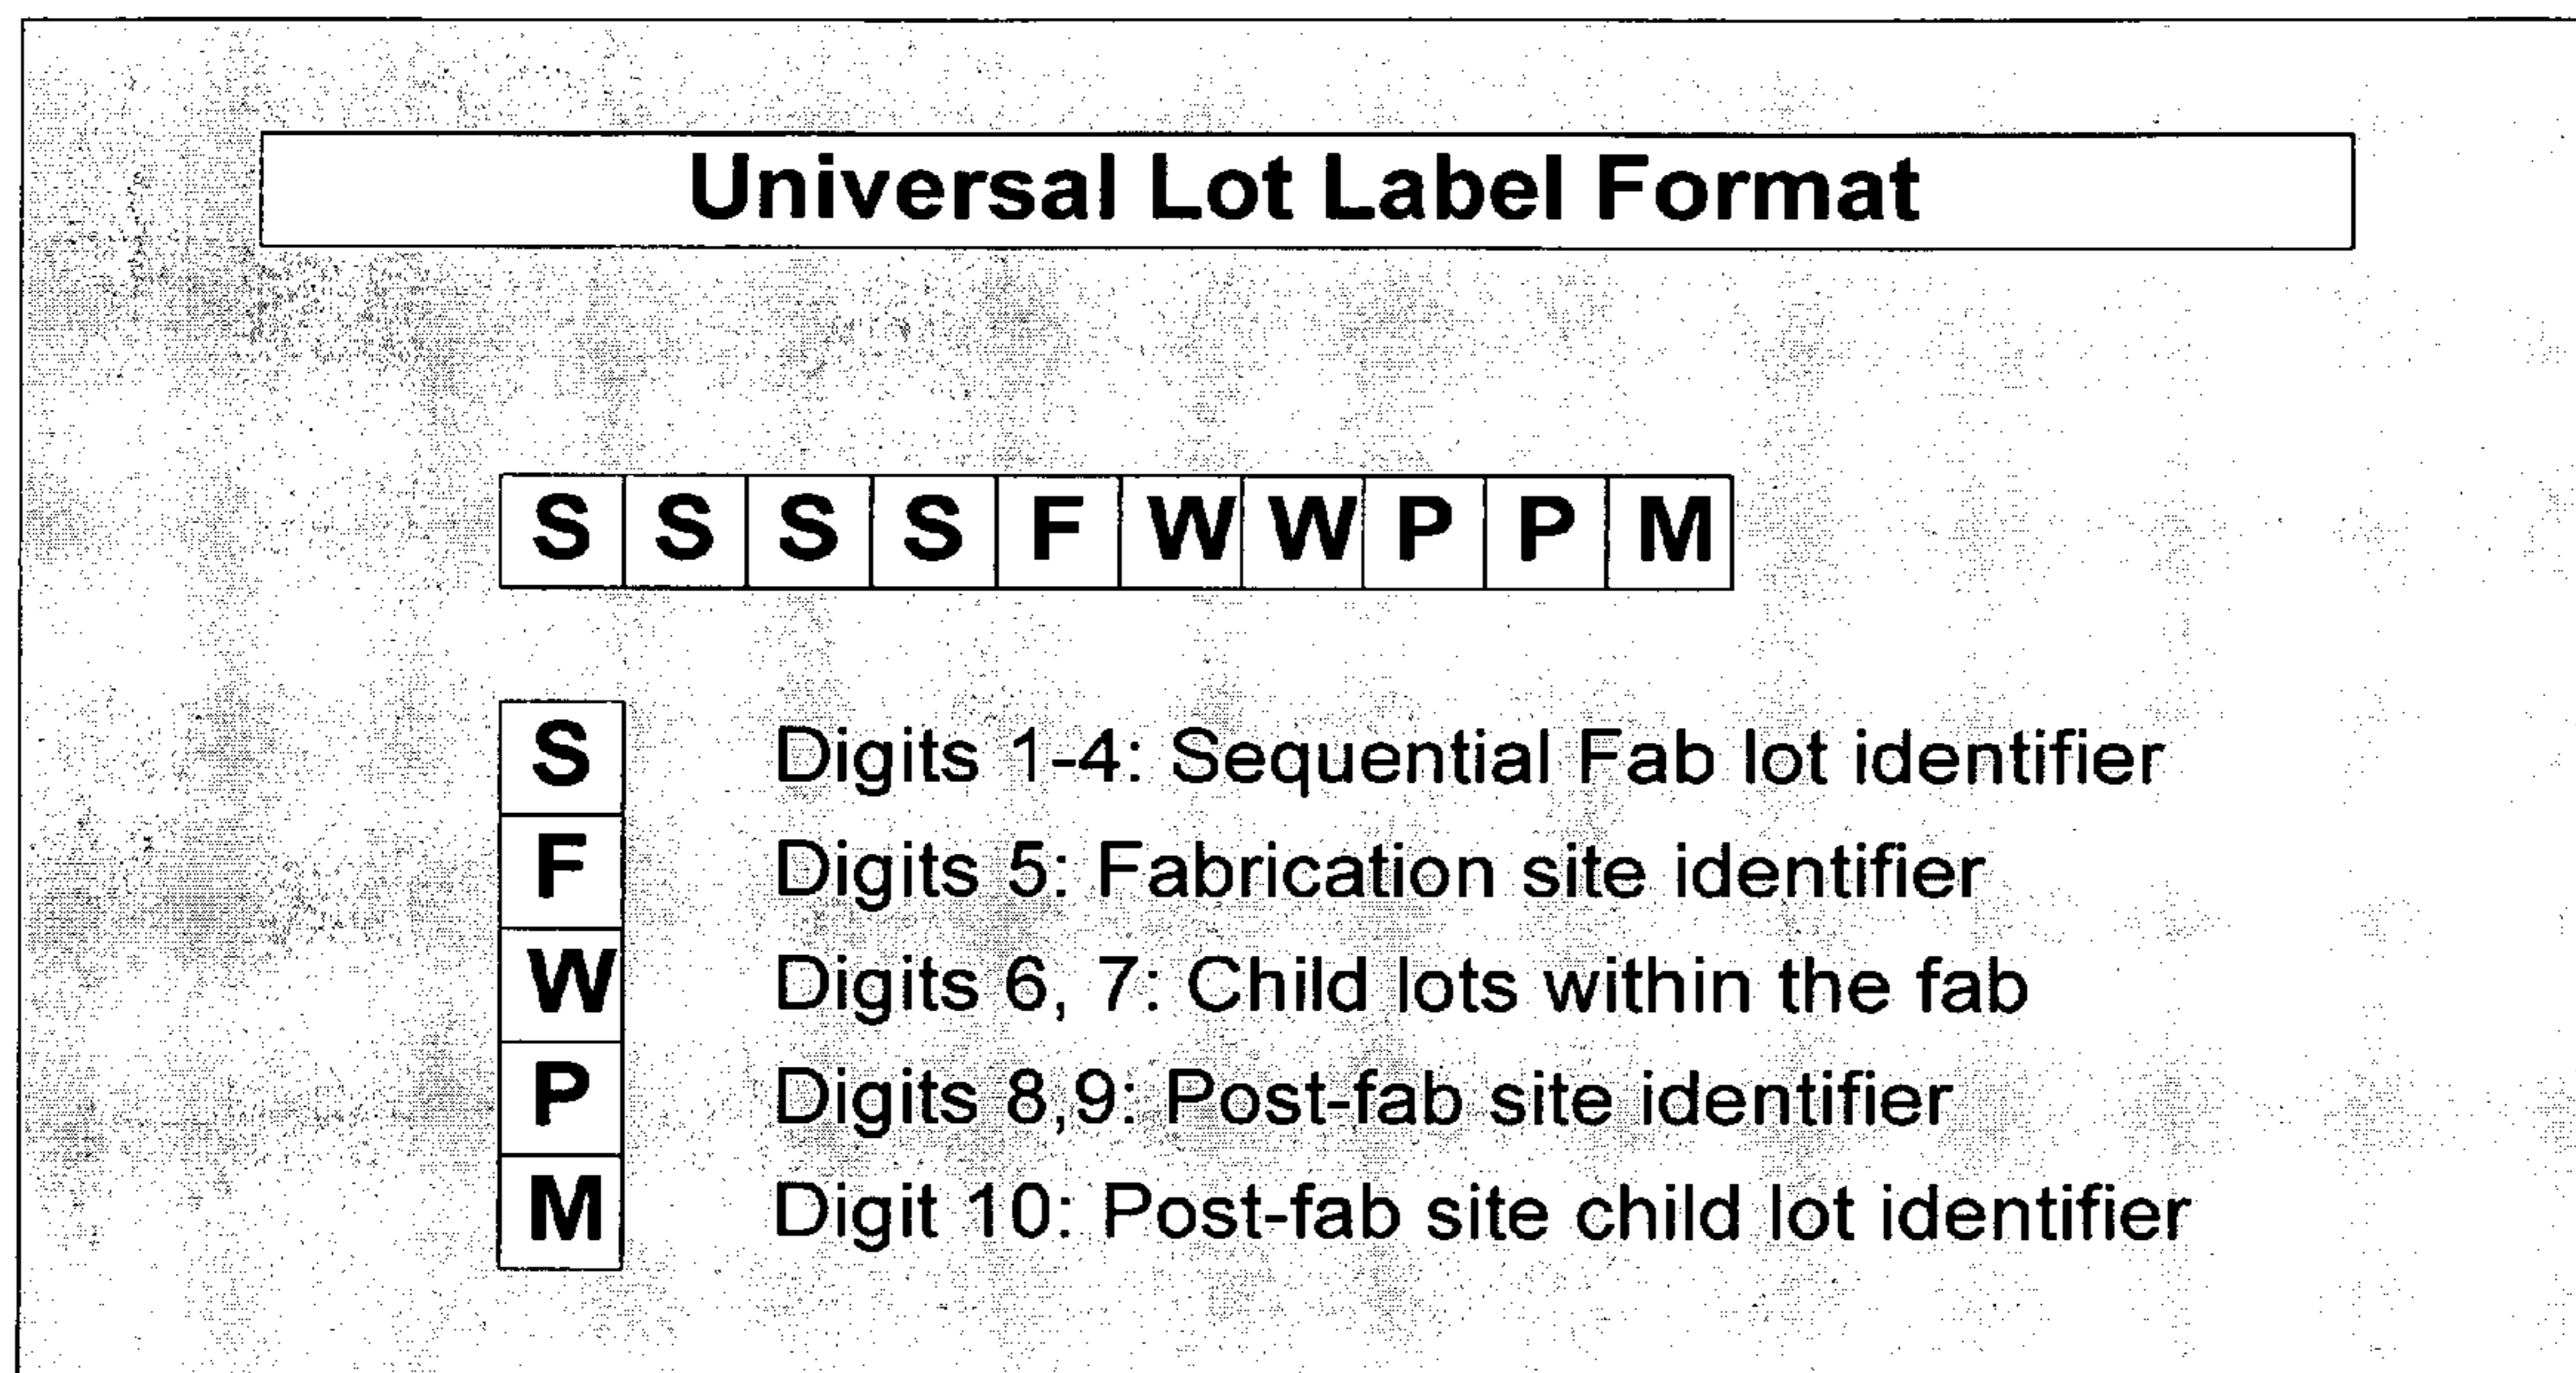 Universal Lot Label Format
S S S S F W W P P M
S Digits 1-4: Sequential Fab lot identifier
F Digits 5: Fabrication site identifier
W Digits 6, 7: Child lots within the fab
P Digits 8,9: Post-fab site identifier
M Digit 10: Post-fab site child lot identifier